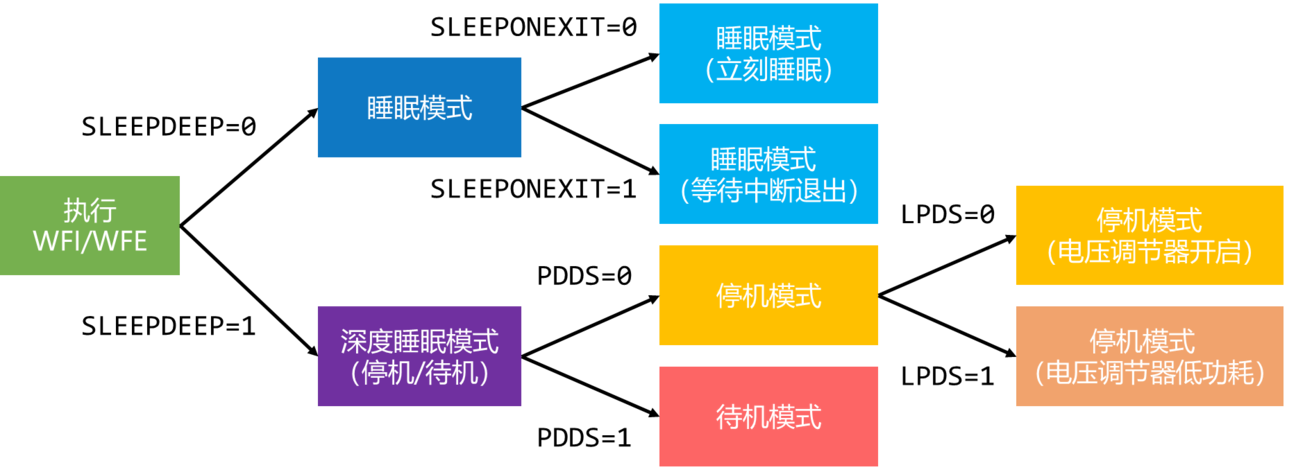 执行
WFI/WFE
SLEEPDEEP=0
SLEEPDEEP=1
睡眠模式
深度睡眠模式
（停机/待机）
SLEEPONEXIT=0
SLEEPONEXIT=1
睡眠模式
（立刻睡眠）
睡眠模式
（等待中断退出）
PDDS=0
PDDS=1
停机模式
待机模式
LPDS=0
LPDS=1
停机模式
（电压调节器开启）
停机模式
（电压调节器低功耗）